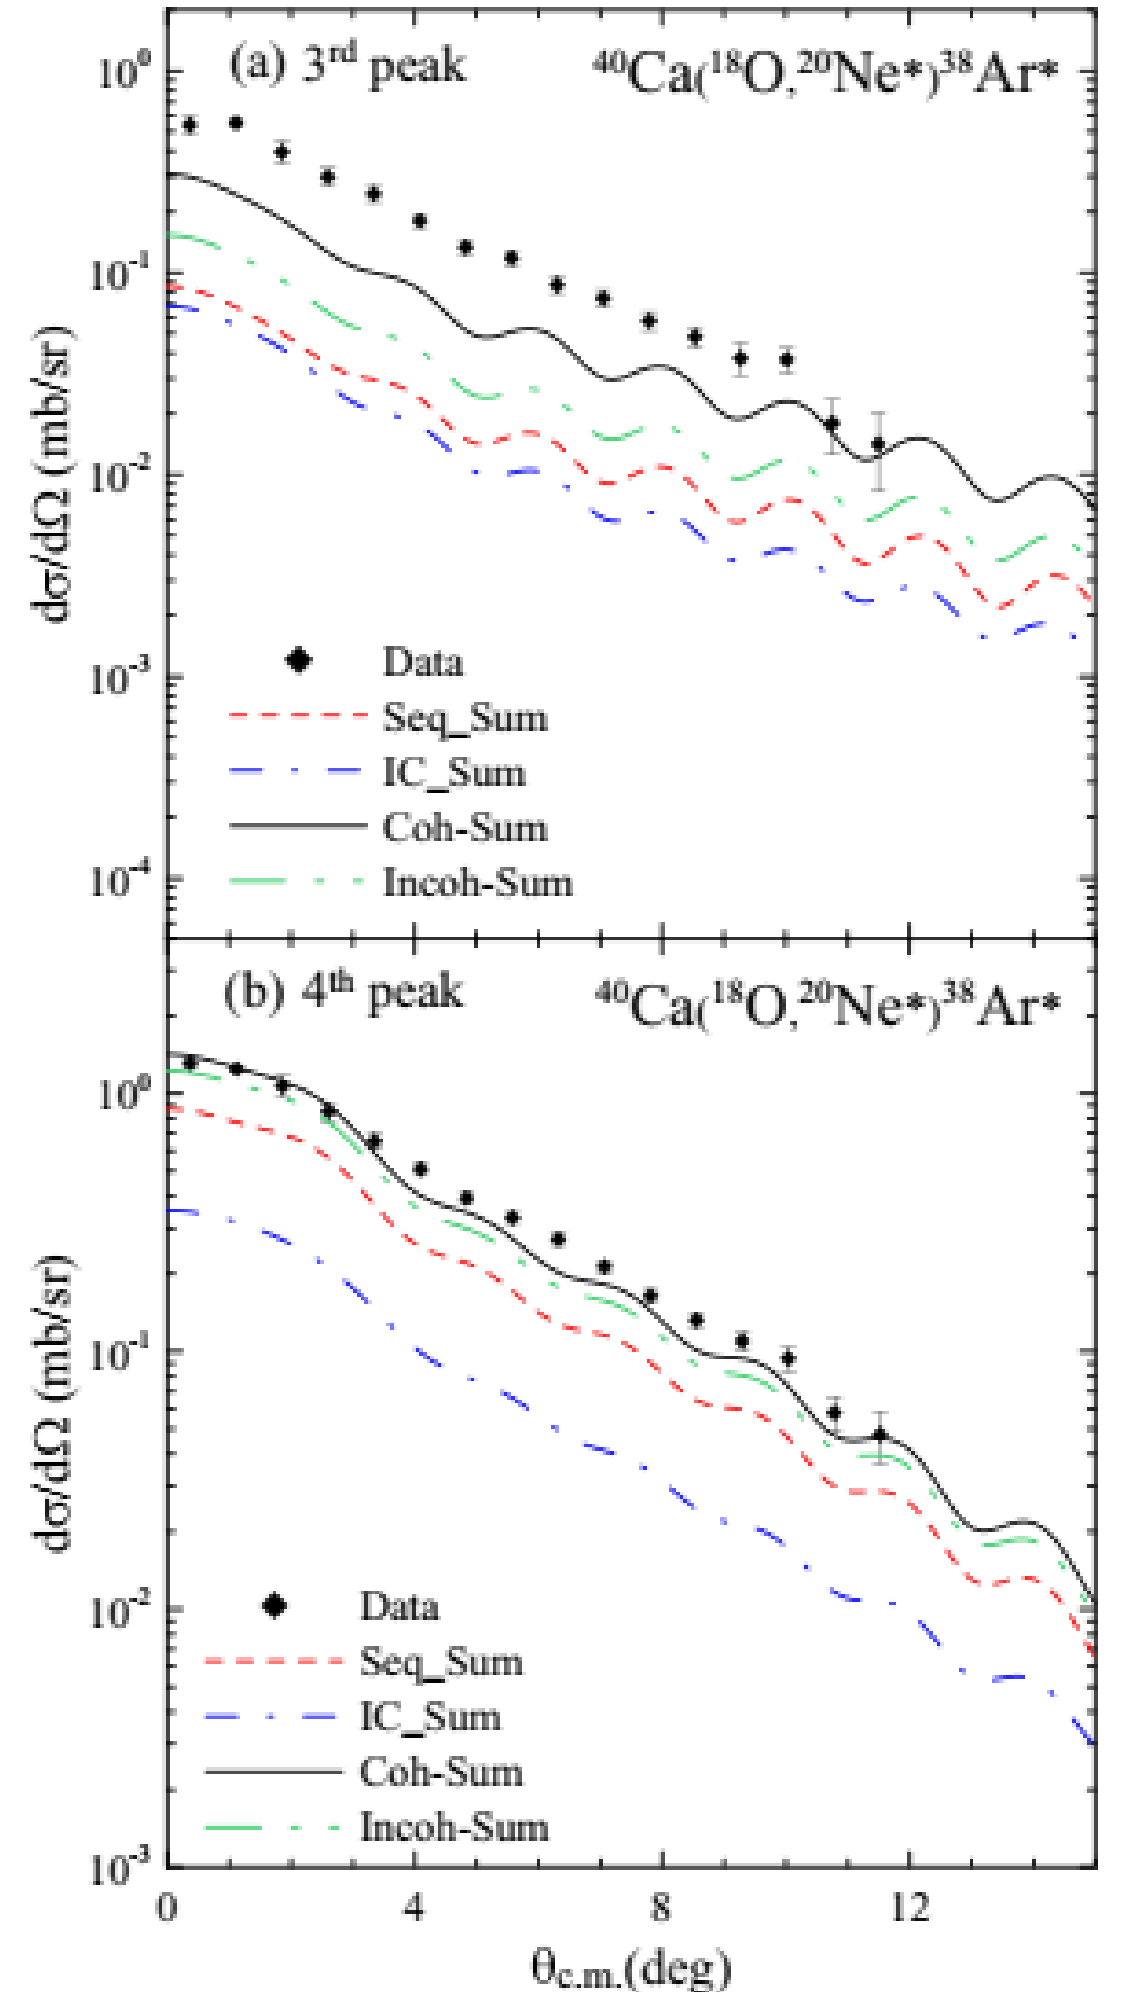 (a) 3rd peak 40Ca(18O,20Ne*)38Ar*
10^0
10^-1
10^-2
10^-3
10^-4
dσ/dΩ (mb/sr)
Data
Seq_Sum
IC_Sum
Coh-Sum
Incoh-Sum
(b) 4th peak 40Ca(18O,20Ne*)38Ar*
10^0
10^-1
10^-2
10^-3
dσ/dΩ (mb/sr)
Data
Seq_Sum
IC_Sum
Coh-Sum
Incoh-Sum
0 4 8 12
θc.m.(deg)